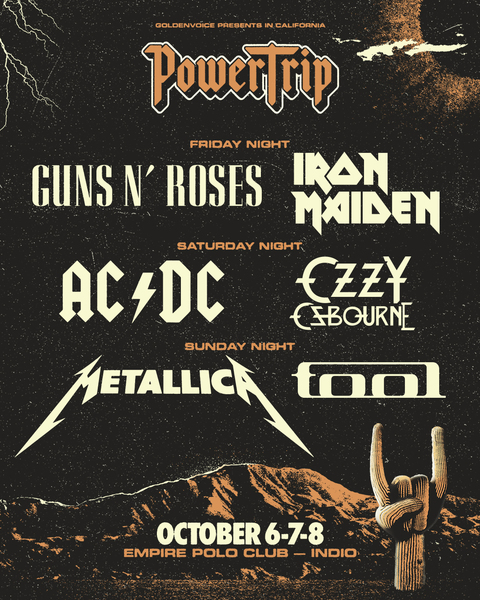 GOLDENVOICE PRESENTS IN CALIFORNIA
PowerTrip
FRIDAY NIGHT
GUNS N' ROSES
IRON MAIDEN
SATURDAY NIGHT
AC DC
OZZY OSBOURNE
SUNDAY NIGHT
METALLICA
TOOL
OCTOBER 6-7-8
EMPIRE POLO CLUB — INDIO